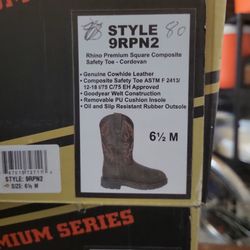 STYLE 80
9RPN2
Rhino Premium Square Composite
Safety Toe - Cordovan
• Genuine Cowhide Leather
• Composite Safety Toe ASTM F 2413/
12-18 I/75 C/75 EH Approved
• Goodyear Welt Construction
• Removable PU Cushion Insole
• Oil and Slip Resistant Rubber Outsole
6½ M
STYLE: 9RPN2
SIZE: 6½ M
MIUM SERIES